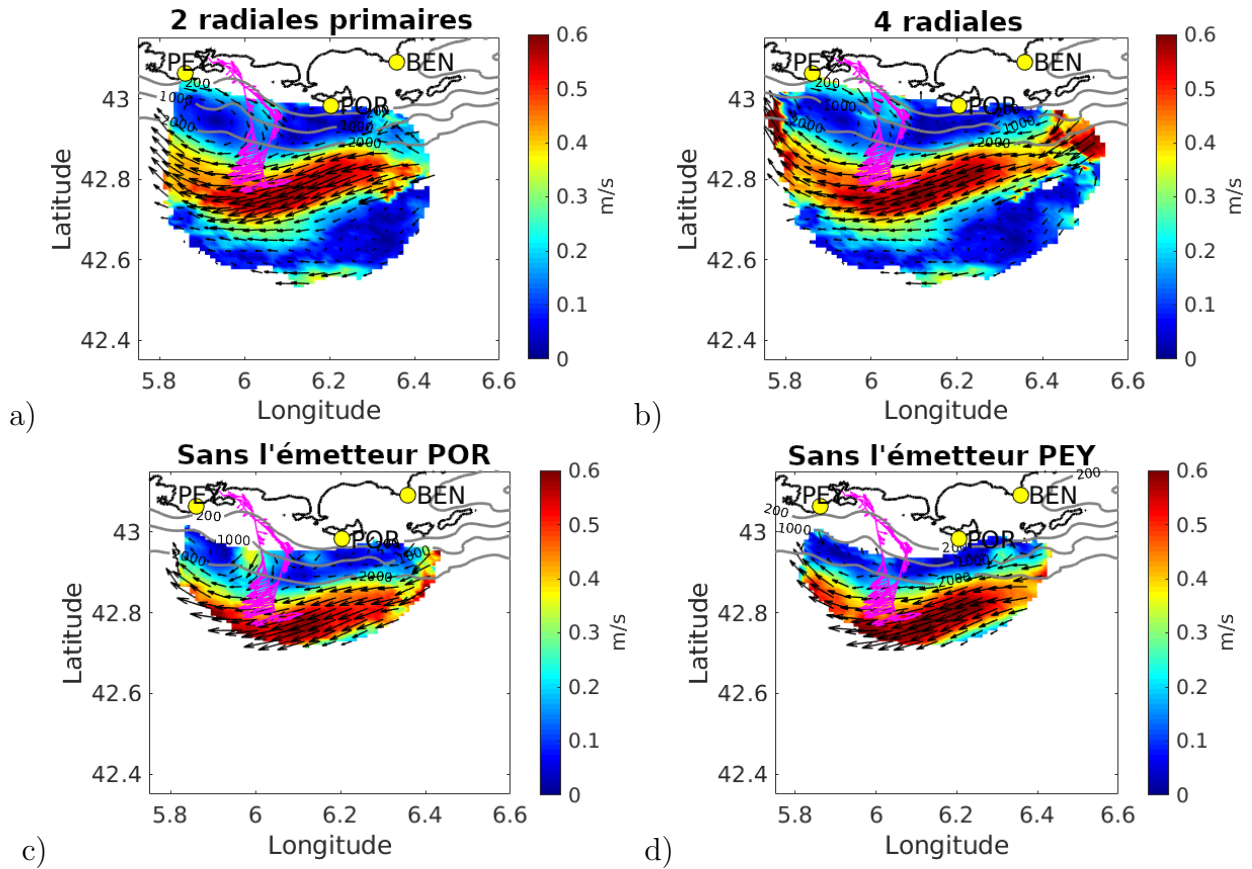 2 radiales primaires
PEY
BEN
POR
200
1000
2000
1000
2000
43
42.8
42.6
42.4
Latitude
5.8 6 6.2 6.4 6.6
Longitude
0.6
0.5
0.4
0.3
0.2
0.1
0
m/s
a)
4 radiales
PEY
BEN
POR
200
1000
2000
1000
2000
43
42.8
42.6
42.4
Latitude
5.8 6 6.2 6.4 6.6
Longitude
0.6
0.5
0.4
0.3
0.2
0.1
0
m/s
b)
Sans l'émetteur POR
PEY
BEN
POR
200
1000
2000
1000
2000
43
42.8
42.6
42.4
Latitude
5.8 6 6.2 6.4 6.6
Longitude
0.6
0.5
0.4
0.3
0.2
0.1
0
m/s
c)
Sans l'émetteur PEY
200
PEY
BEN
POR
200
1000
2000
200
1000
2000
43
42.8
42.6
42.4
Latitude
5.8 6 6.2 6.4 6.6
Longitude
0.6
0.5
0.4
0.3
0.2
0.1
0
m/s
d)